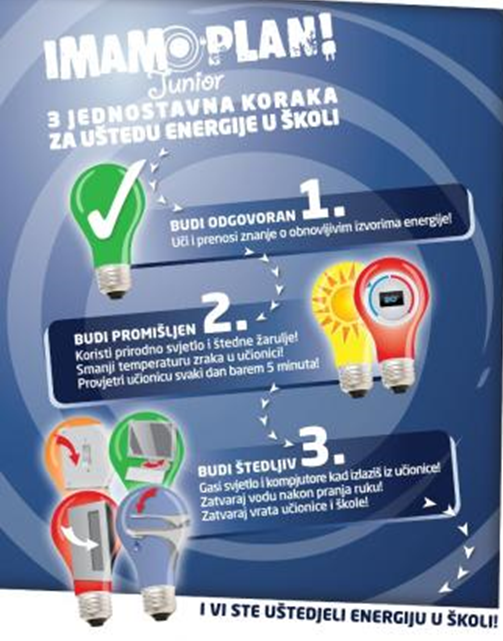 IMAMO PLAN!
Junior
3 JEDNOSTAVNA KORAKA
ZA UŠTEDU ENERGIJE U ŠKOLI
BUDI ODGOVORAN 1.
Uči i prenosi znanje o obnovljivim izvorima energije!
BUDI PROMIŠLJEN 2.
Koristi prirodno svjetlo i štedne žarulje!
Smanji temperaturu zraka u učionici!
Provjetri učionicu svaki dan barem 5 minuta!
BUDI ŠTEDLJIV 3.
Gasi svjetlo i kompjutore kad izlaziš iz učionice!
Zatvaraj vodu nakon pranja ruku!
Zatvaraj vrata učionice i škole!
I VI STE UŠTEDJELI ENERGIJU U ŠKOLI!